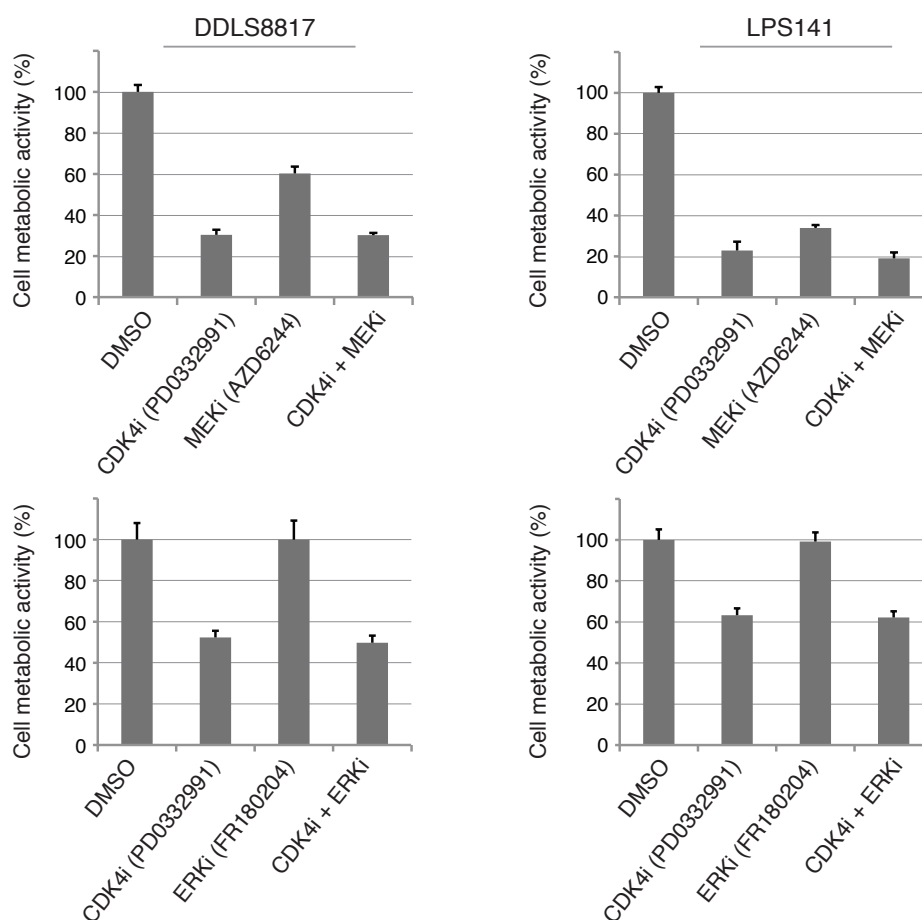 DDLS8817
Cell metabolic activity (%)
100
80
60
40
20
0
DMSO
CDK4i (PD0332991)
MEKi (AZD6244)
CDK4i + MEKi
LPS141
Cell metabolic activity (%)
100
80
60
40
20
0
DMSO
CDK4i (PD0332991)
MEKi (AZD6244)
CDK4i + MEKi
Cell metabolic activity (%)
100
80
60
40
20
0
DMSO
CDK4i (PD0332991)
ERKi (FR180204)
CDK4i + ERKi
Cell metabolic activity (%)
100
80
60
40
20
0
DMSO
CDK4i (PD0332991)
ERKi (FR180204)
CDK4i + ERKi